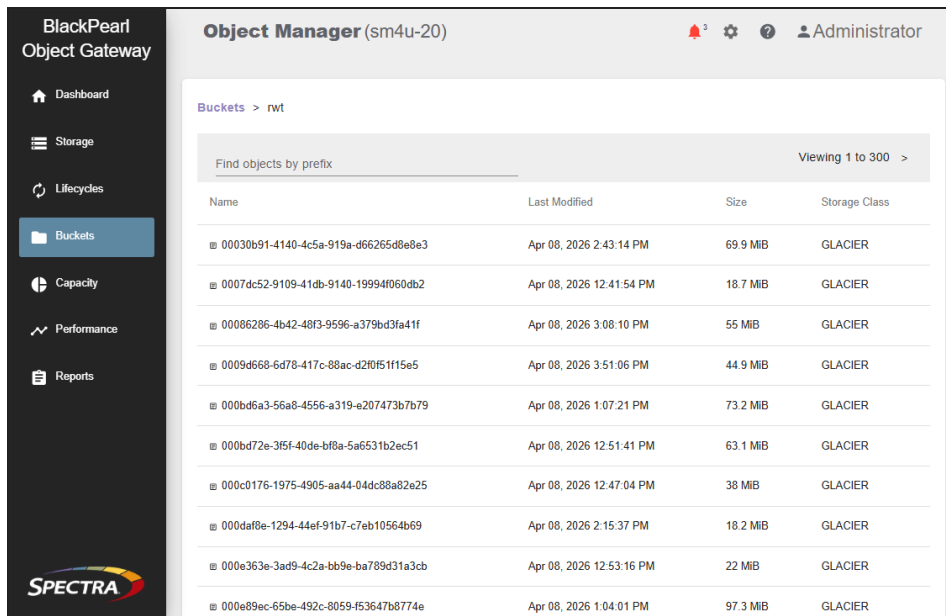 BlackPearl
Object Gateway
Object Manager (sm4u-20)
3
Administrator
Dashboard
Storage
Lifecycles
Buckets
Capacity
Performance
Reports
SPECTRA
Buckets > rwt
Find objects by prefix
Viewing 1 to 300 >
Name Last Modified Size Storage Class
00030b91-4140-4c5a-919a-d66265d8e8e3 Apr 08, 2026 2:43:14 PM 69.9 MiB GLACIER
0007dc52-9109-41db-9140-19994f060db2 Apr 08, 2026 12:41:54 PM 18.7 MiB GLACIER
00086286-4b42-48f3-9596-a379bd3fa41f Apr 08, 2026 3:08:10 PM 55 MiB GLACIER
0009d668-6d78-417c-88ac-d2f0f51f15e5 Apr 08, 2026 3:51:06 PM 44.9 MiB GLACIER
000bd6a3-56a8-4556-a319-e207473b7b79 Apr 08, 2026 1:07:21 PM 73.2 MiB GLACIER
000bd72e-3f5f-40de-bf8a-5a6531b2ec51 Apr 08, 2026 12:51:41 PM 63.1 MiB GLACIER
000c0176-1975-4905-aa44-04dc88a82e25 Apr 08, 2026 12:47:04 PM 38 MiB GLACIER
000daf8e-1294-44ef-91b7-c7eb10564b69 Apr 08, 2026 2:15:37 PM 18.2 MiB GLACIER
000e363e-3ad9-4c2a-bb9e-ba789d31a3cb Apr 08, 2026 12:53:16 PM 22 MiB GLACIER
000e89ec-65be-492c-8059-f53647b8774e Apr 08, 2026 1:04:01 PM 97.3 MiB GLACIER